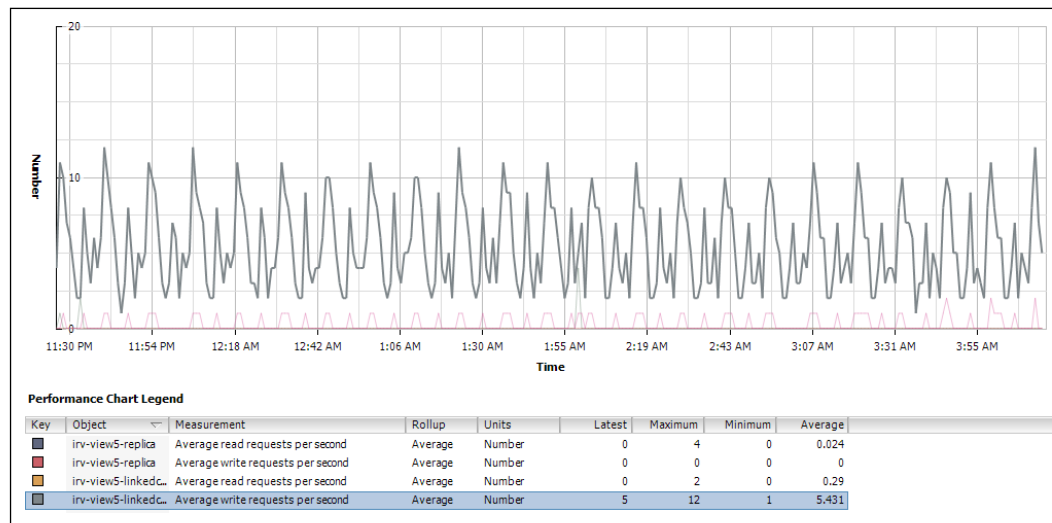 20
10
0
Number
11:30 PM 11:54 PM 12:18 AM 12:42 AM 1:06 AM 1:30 AM 1:55 AM 2:19 AM 2:43 AM 3:07 AM 3:31 AM 3:55 AM
Time
Performance Chart Legend
Key Object Measurement Rollup Units Latest Maximum Minimum Average
irv-view5-replica Average read requests per second Average Number 0 4 0 0.024
irv-view5-replica Average write requests per second Average Number 0 0 0 0
irv-view5-linkedc... Average read requests per second Average Number 0 2 0 0.29
irv-view5-linkedc... Average write requests per second Average Number 5 12 1 5.431